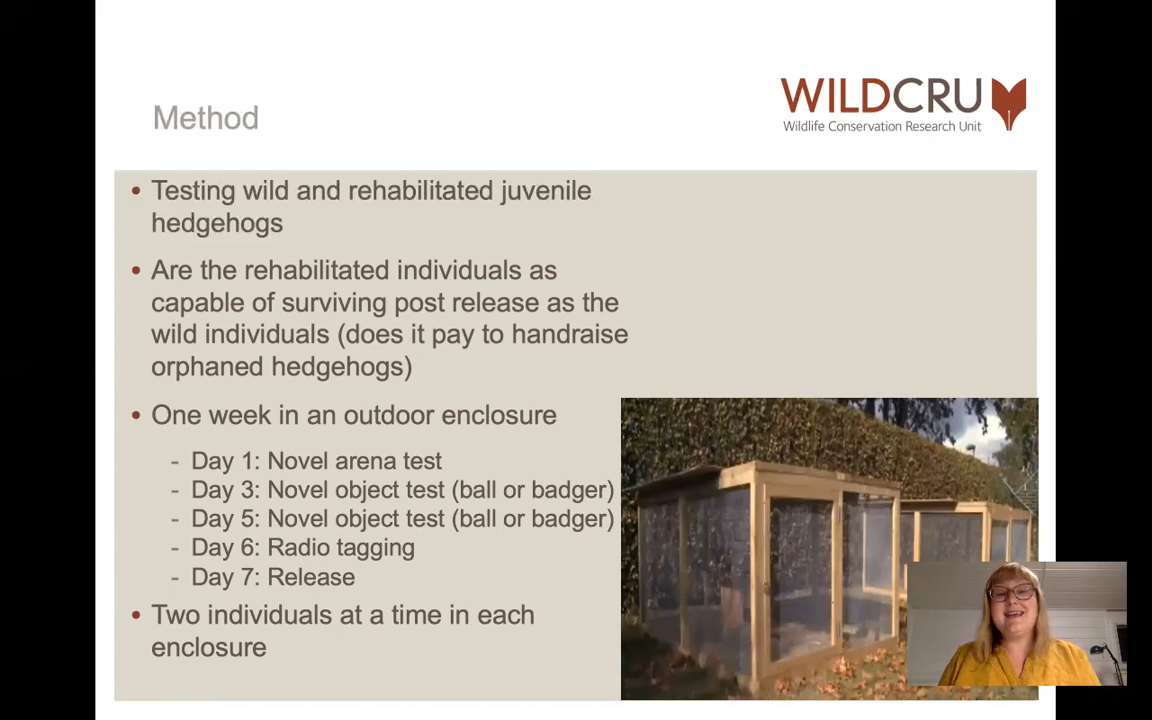 Method
WILDCRU
Wildlife Conservation Research Unit
• Testing wild and rehabilitated juvenile
hedgehogs
• Are the rehabilitated individuals as
capable of surviving post release as the
wild individuals (does it pay to handraise
orphaned hedgehogs)
• One week in an outdoor enclosure
- Day 1: Novel arena test
- Day 3: Novel object test (ball or badger)
- Day 5: Novel object test (ball or badger)
- Day 6: Radio tagging
- Day 7: Release
• Two individuals at a time in each
enclosure